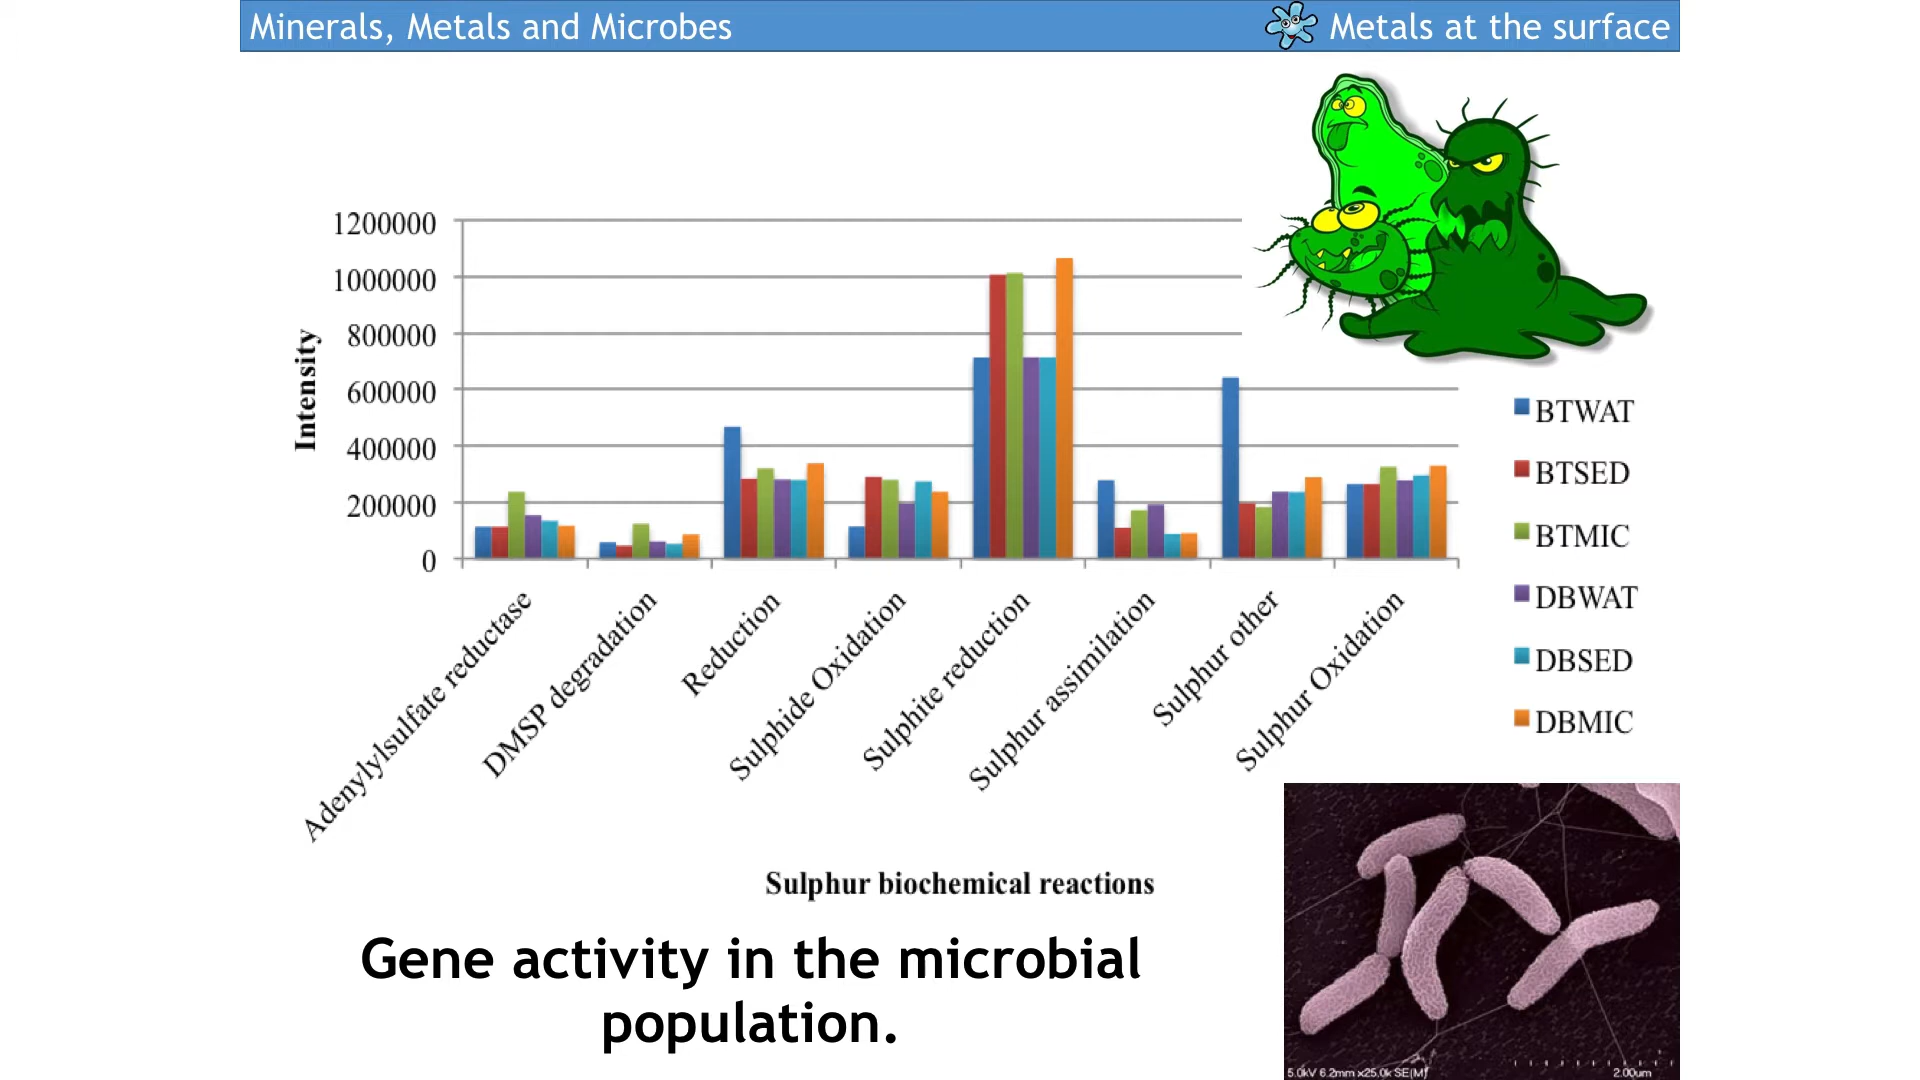 Minerals, Metals and Microbes
Metals at the surface
1200000
1000000
800000
600000
400000
200000
0
Intensity
Adenylylsulfate reductase
DMSP degradation
Reduction
Sulphide Oxidation
Sulphite reduction
Sulphur assimilation
Sulphur other
Sulphur Oxidation
Sulphur biochemical reactions
BTWAT
BTSED
BTMIC
DBWAT
DBSED
DBMIC
Gene activity in the microbial
population.
5.0kV 6.2mm x25.0k SE(M)
2.00um